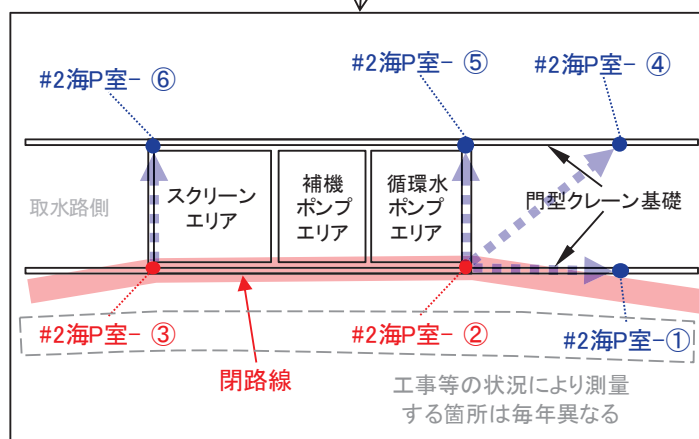 #2海P室- ⑥
#2海P室- ⑤
#2海P室- ④
取水路側
スクリーン
エリア
補機
ポンプ
エリア
循環水
ポンプ
エリア
門型クレーン基礎
#2海P室- ③
#2海P室- ②
#2海P室-①
閉路線
工事等の状況により測量
する箇所は毎年異なる